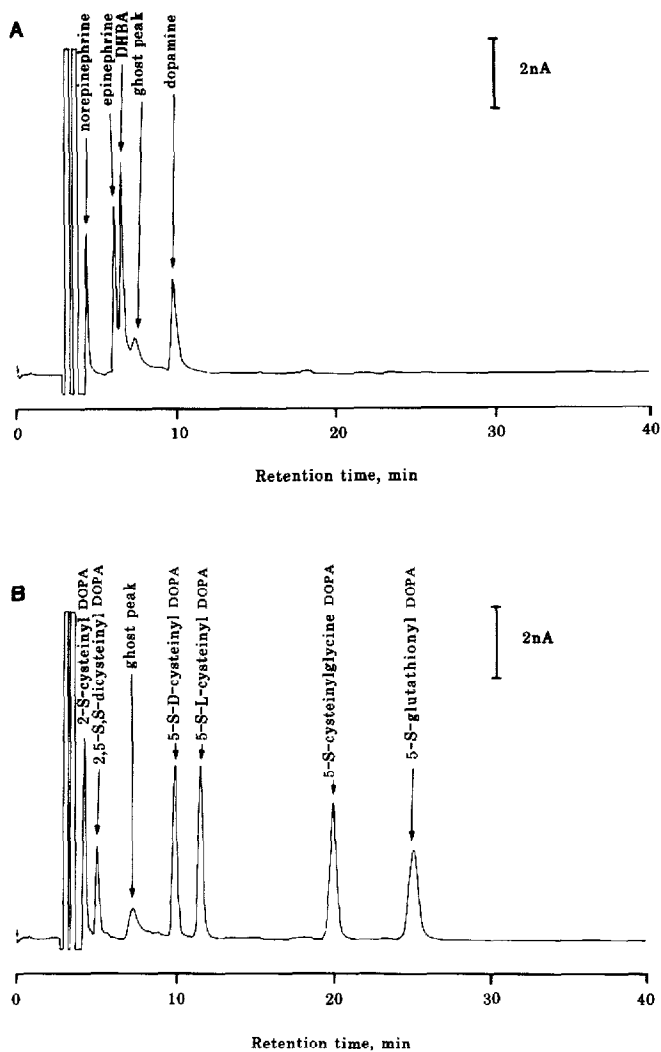 A
norepinephrine
epinephrine
DHBA
ghost peak
dopamine
2nA
0 10 20 30 40
Retention time, min
B
2-S-cysteinyl DOPA
2,5-S,S-dicysteinyl DOPA
ghost peak
5-S-D-cysteinyl DOPA
5-S-L-cysteinyl DOPA
5-S-cysteinylglycine DOPA
5-S-glutathionyl DOPA
2nA
0 10 20 30 40
Retention time, min